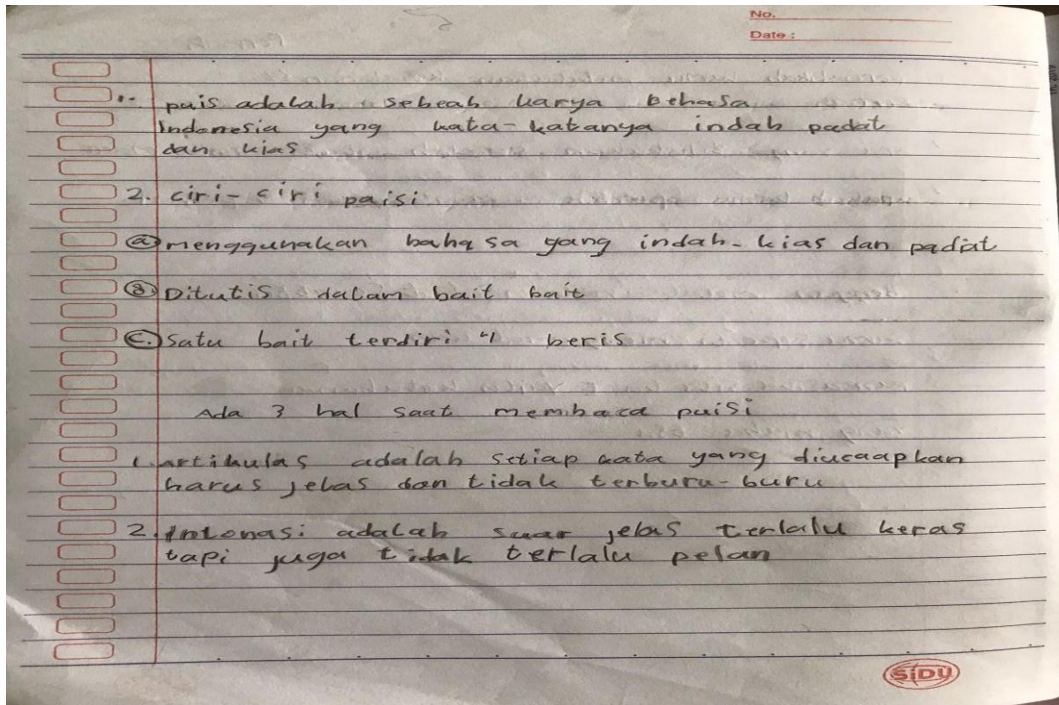 No.
Date :
1. puis adalah sebeah karya behasa
Indonesia yang kata-katanya indah padat
dan kias
2. ciri-ciri paisi
a menggunakan bahasa yang indah-kias dan padat
B. Ditulis dalam bait bait
C. Satu bait terdiri 4 beris
Ada 3 hal saat membaca puisi
1. artikulas adalah setiap kata yang diucaapkan
harus jelas dan tidak terburu-buru
2. Intonasi adalah suar jelas terlalu keras
tapi juga tidak terlalu pelan
SIDU